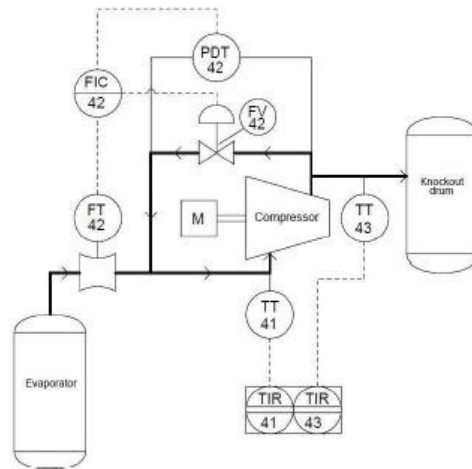 PDT
42
FIC
42
FV
42
FT
42
M
Compressor
Knockout
drum
TT
43
TT
41
Evaporator
TIR
41
TIR
43